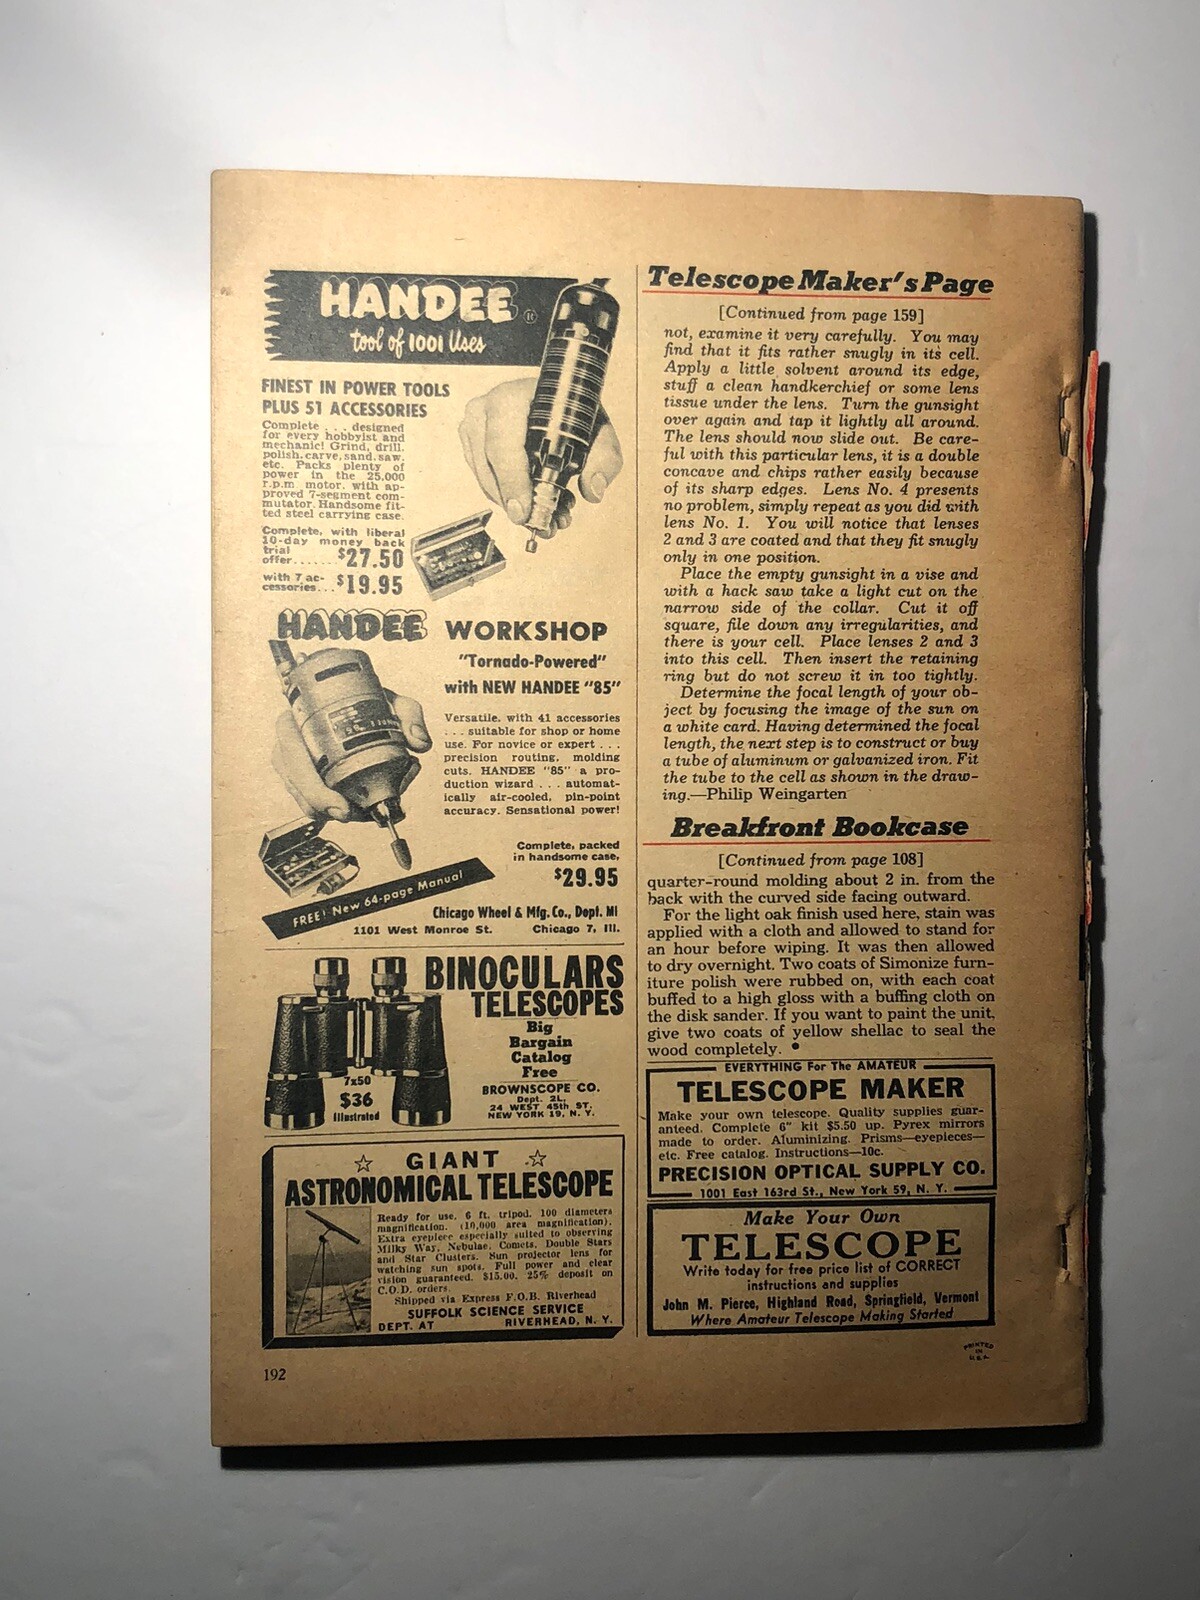 HANDEE ®
tool of 1001 Uses
FINEST IN POWER TOOLS
PLUS 51 ACCESSORIES
Complete . . . designed
for every hobbyist and
mechanic! Grind, drill,
polish, carve, sand, saw,
etc. Packs plenty of
power in the 25,000
r.p.m. motor, with ap-
proved 7-segment com-
mutator. Handsome fit-
ted steel carrying case.
Complete, with liberal
10-day money back
trial
offer....... $27.50
with 7 ac-
cessories... $19.95
HANDEE WORKSHOP
"Tornado-Powered"
with NEW HANDEE "85"
Versatile, with 41 accessories
. . . suitable for shop or home
use. For novice or expert . . .
precision routing, molding
cuts. HANDEE "85" a pro-
duction wizard . . . automat-
ically air-cooled, pin-point
accuracy. Sensational power!
Complete, packed
in handsome case,
$29.95
FREE! New 64-page Manual
Chicago Wheel & Mfg. Co., Dept. MI
1101 West Monroe St. Chicago 7, Ill.
BINOCULARS
TELESCOPES
Big
Bargain
Catalog
Free
7x50
$36
Illustrated
BROWNSCOPE CO.
Dept. 2L,
24 WEST 45th ST.
NEW YORK 19, N. Y.
☆ GIANT ☆
ASTRONOMICAL TELESCOPE
Ready for use, 6 ft. tripod. 100 diameters
magnification. (10,000 area magnification).
Extra eyepiece especially suited to observing
Milky Way, Nebulae, Comets, Double Stars
and Star Clusters. Sun projector lens for
watching sun spots. Full power and clear
vision guaranteed. $15.00. 25% deposit on
C.O.D. orders.
Shipped via Express F.O.B. Riverhead
SUFFOLK SCIENCE SERVICE
DEPT. AT RIVERHEAD, N. Y.
192
Telescope Maker's Page
[Continued from page 159]
not, examine it very carefully. You may
find that it fits rather snugly in its cell.
Apply a little solvent around its edge,
stuff a clean handkerchief or some lens
tissue under the lens. Turn the gunsight
over again and tap it lightly all around.
The lens should now slide out. Be care-
ful with this particular lens, it is a double
concave and chips rather easily because
of its sharp edges. Lens No. 4 presents
no problem, simply repeat as you did with
lens No. 1. You will notice that lenses
2 and 3 are coated and that they fit snugly
only in one position.
Place the empty gunsight in a vise and
with a hack saw take a light cut on the
narrow side of the collar. Cut it off
square, file down any irregularities, and
there is your cell. Place lenses 2 and 3
into this cell. Then insert the retaining
ring but do not screw it in too tightly.
Determine the focal length of your ob-
ject by focusing the image of the sun on
a white card. Having determined the focal
length, the next step is to construct or buy
a tube of aluminum or galvanized iron. Fit
the tube to the cell as shown in the draw-
ing.—Philip Weingarten
Breakfront Bookcase
[Continued from page 108]
quarter-round molding about 2 in. from the
back with the curved side facing outward.
For the light oak finish used here, stain was
applied with a cloth and allowed to stand for
an hour before wiping. It was then allowed
to dry overnight. Two coats of Simonize furn-
iture polish were rubbed on, with each coat
buffed to a high gloss with a buffing cloth on
the disk sander. If you want to paint the unit,
give two coats of yellow shellac to seal the
wood completely. •
EVERYTHING For The AMATEUR
TELESCOPE MAKER
Make your own telescope. Quality supplies guar-
anteed. Complete 6" kit $5.50 up. Pyrex mirrors
made to order. Aluminizing. Prisms—eyepieces—
etc. Free catalog. Instructions—10c.
PRECISION OPTICAL SUPPLY CO.
1001 East 163rd St., New York 59, N. Y.
Make Your Own
TELESCOPE
Write today for free price list of CORRECT
instructions and supplies
John M. Pierce, Highland Road, Springfield, Vermont
Where Amateur Telescope Making Started
PRINTED
IN
U.S.A.